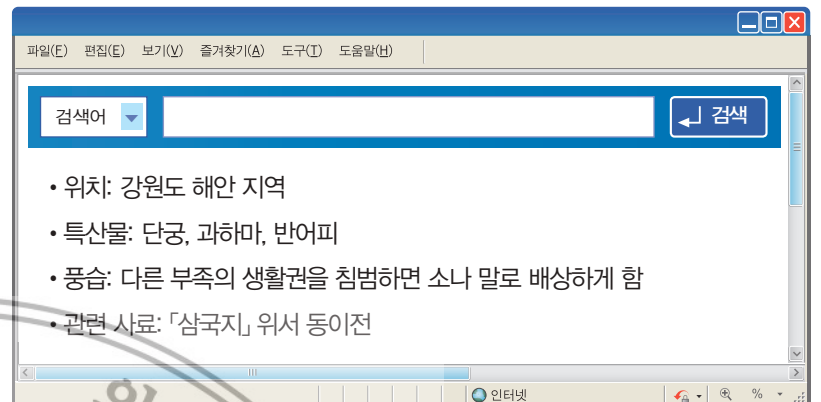 파일(F) 편집(E) 보기(V) 즐겨찾기(A) 도구(T) 도움말(H)
검색어 검색
• 위치: 강원도 해안 지역
• 특산물: 단궁, 과하마, 반어피
• 풍습: 다른 부족의 생활권을 침범하면 소나 말로 배상하게 함
• 관련 사료: 「삼국지」 위서 동이전
인터넷 %